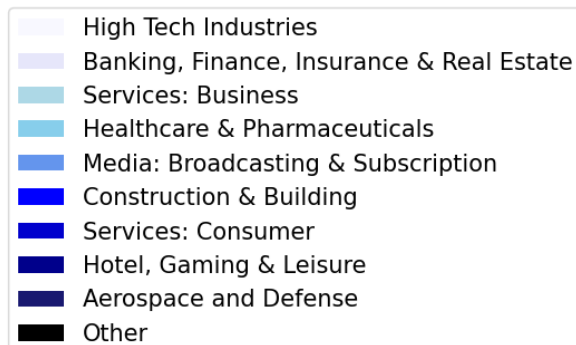 High Tech Industries
Banking, Finance, Insurance & Real Estate
Services: Business
Healthcare & Pharmaceuticals
Media: Broadcasting & Subscription
Construction & Building
Services: Consumer
Hotel, Gaming & Leisure
Aerospace and Defense
Other